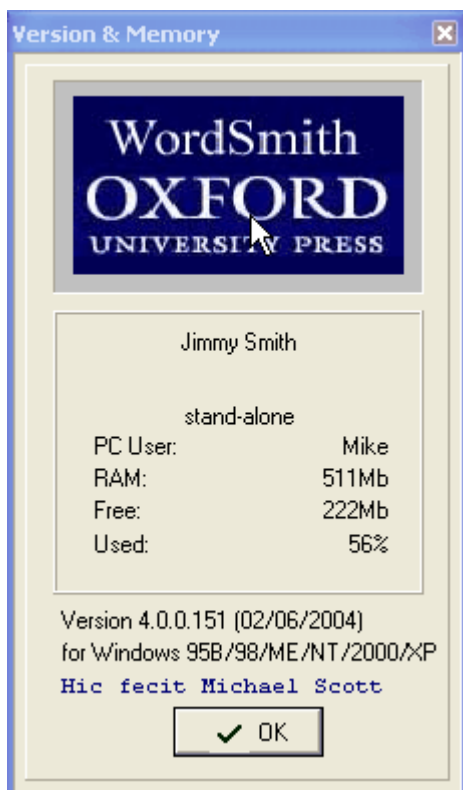 Version & Memory
WordSmith
OXFORD
UNIVERSITY PRESS
Jimmy Smith
stand-alone
PC User: Mike
RAM: 511Mb
Free: 222Mb
Used: 56%
Version 4.0.0.151 (02/06/2004)
for Windows 95B/98/ME/NT/2000/XP
Hic fecit Michael Scott
OK